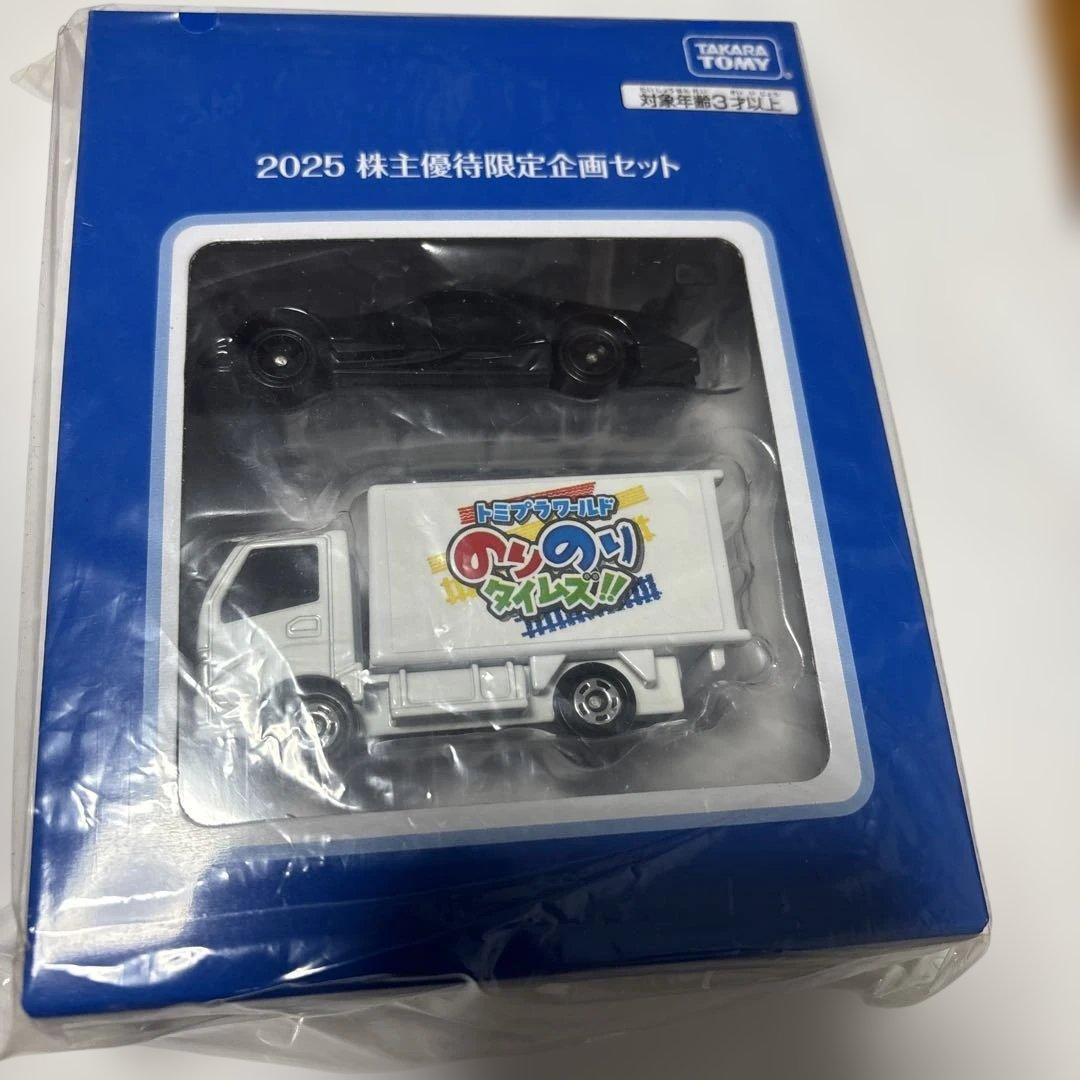 TAKARA
TOMY
対象年齢3才以上
2025 株主優待限定企画セット
トミプラワールド
のりのり
タイムズ!!